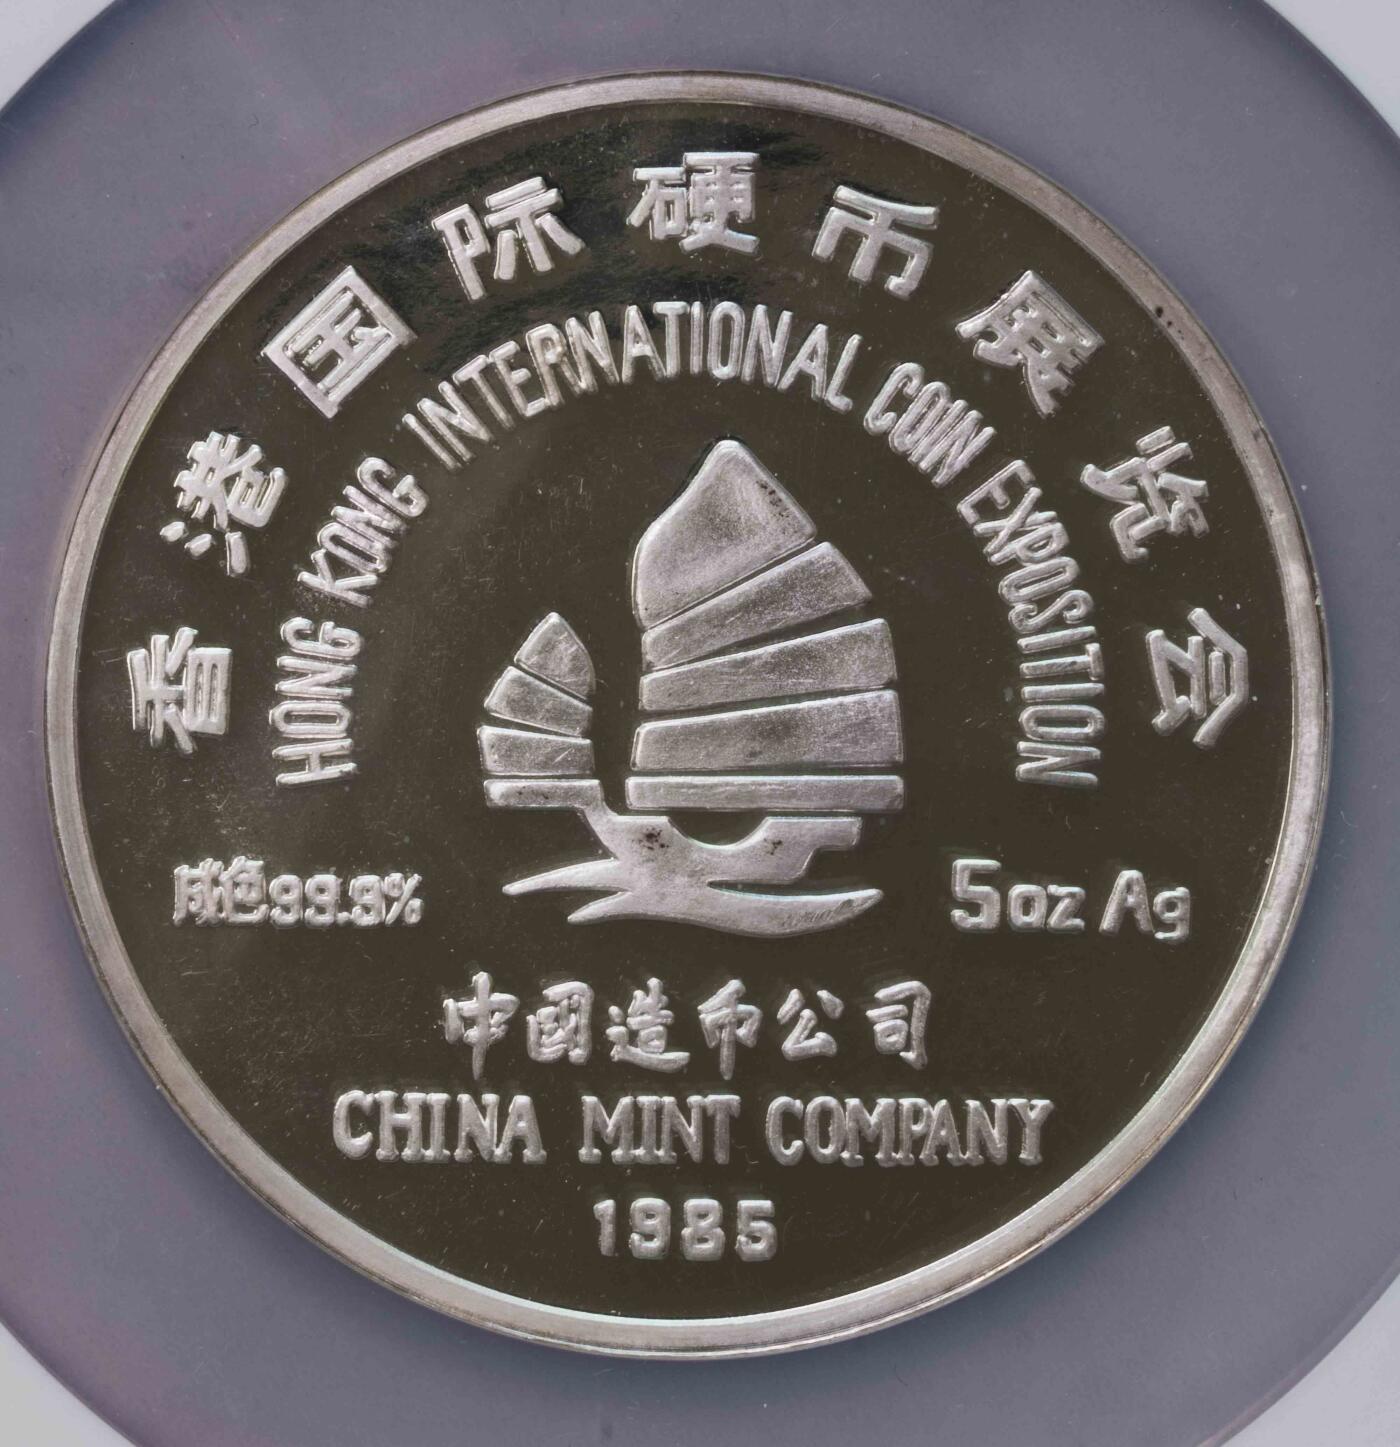 香港国际硬币展览会
HONG KONG INTERNATIONAL COIN EXPOSITION
成色99.9%
5oz Ag
中國造币公司
CHINA MINT COMPANY
1985